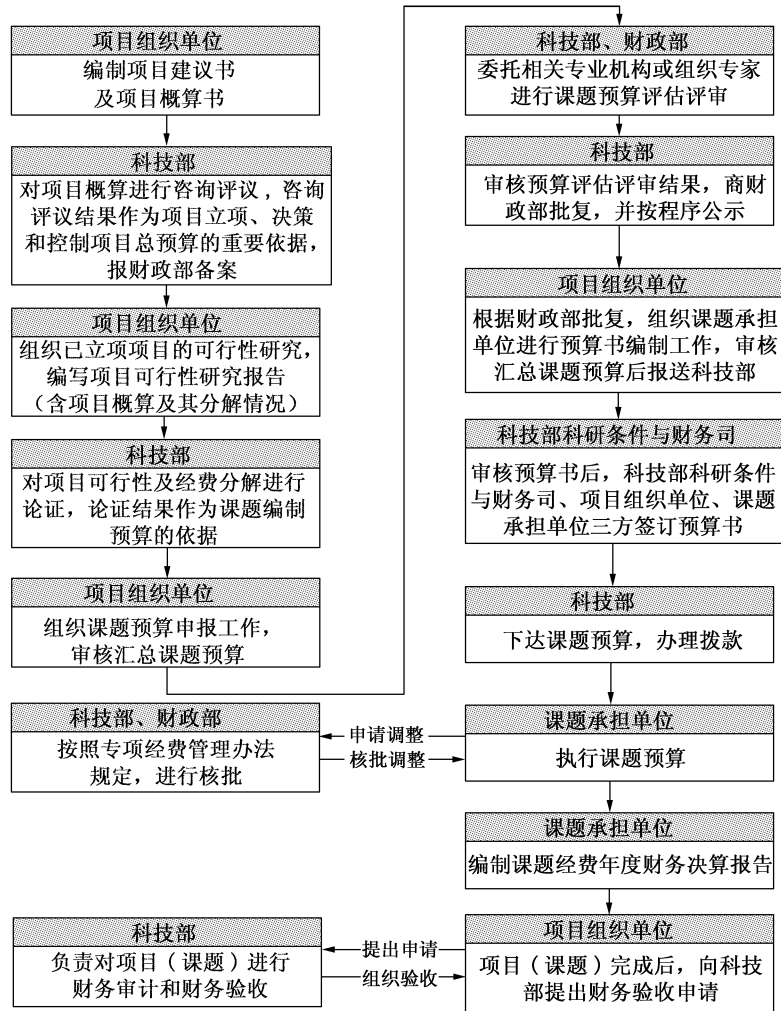 项目组织单位
编制项目建议书
及项目概算书
科技部
对项目概算进行咨询评议，咨询
评议结果作为项目立项、决策
和控制项目总预算的重要依据，
报财政部备案
项目组织单位
组织已立项项目的可行性研究，
编写项目可行性研究报告
（含项目概算及其分解情况）
科技部
对项目可行性及经费分解进行
论证，论证结果作为课题编制
预算的依据
项目组织单位
组织课题预算申报工作，
审核汇总课题预算
科技部、财政部
委托相关专业机构或组织专家
进行课题预算评估评审
科技部
审核预算评估评审结果，商财
政部批复，并按程序公示
项目组织单位
根据财政部批复，组织课题承担
单位进行预算书编制工作，审核
汇总课题预算后报送科技部
科技部科研条件与财务司
审核预算书后，科技部科研条件
与财务司、项目组织单位、课题
承担单位三方签订预算书
科技部
下达课题预算，办理拨款
课题承担单位
执行课题预算
申请调整
核批调整
科技部、财政部
按照专项经费管理办法
规定，进行核批
课题承担单位
编制课题经费年度财务决算报告
项目组织单位
项目（课题）完成后，向科技
部提出财务验收申请
提出申请
组织验收
科技部
负责对项目（课题）进行
财务审计和财务验收